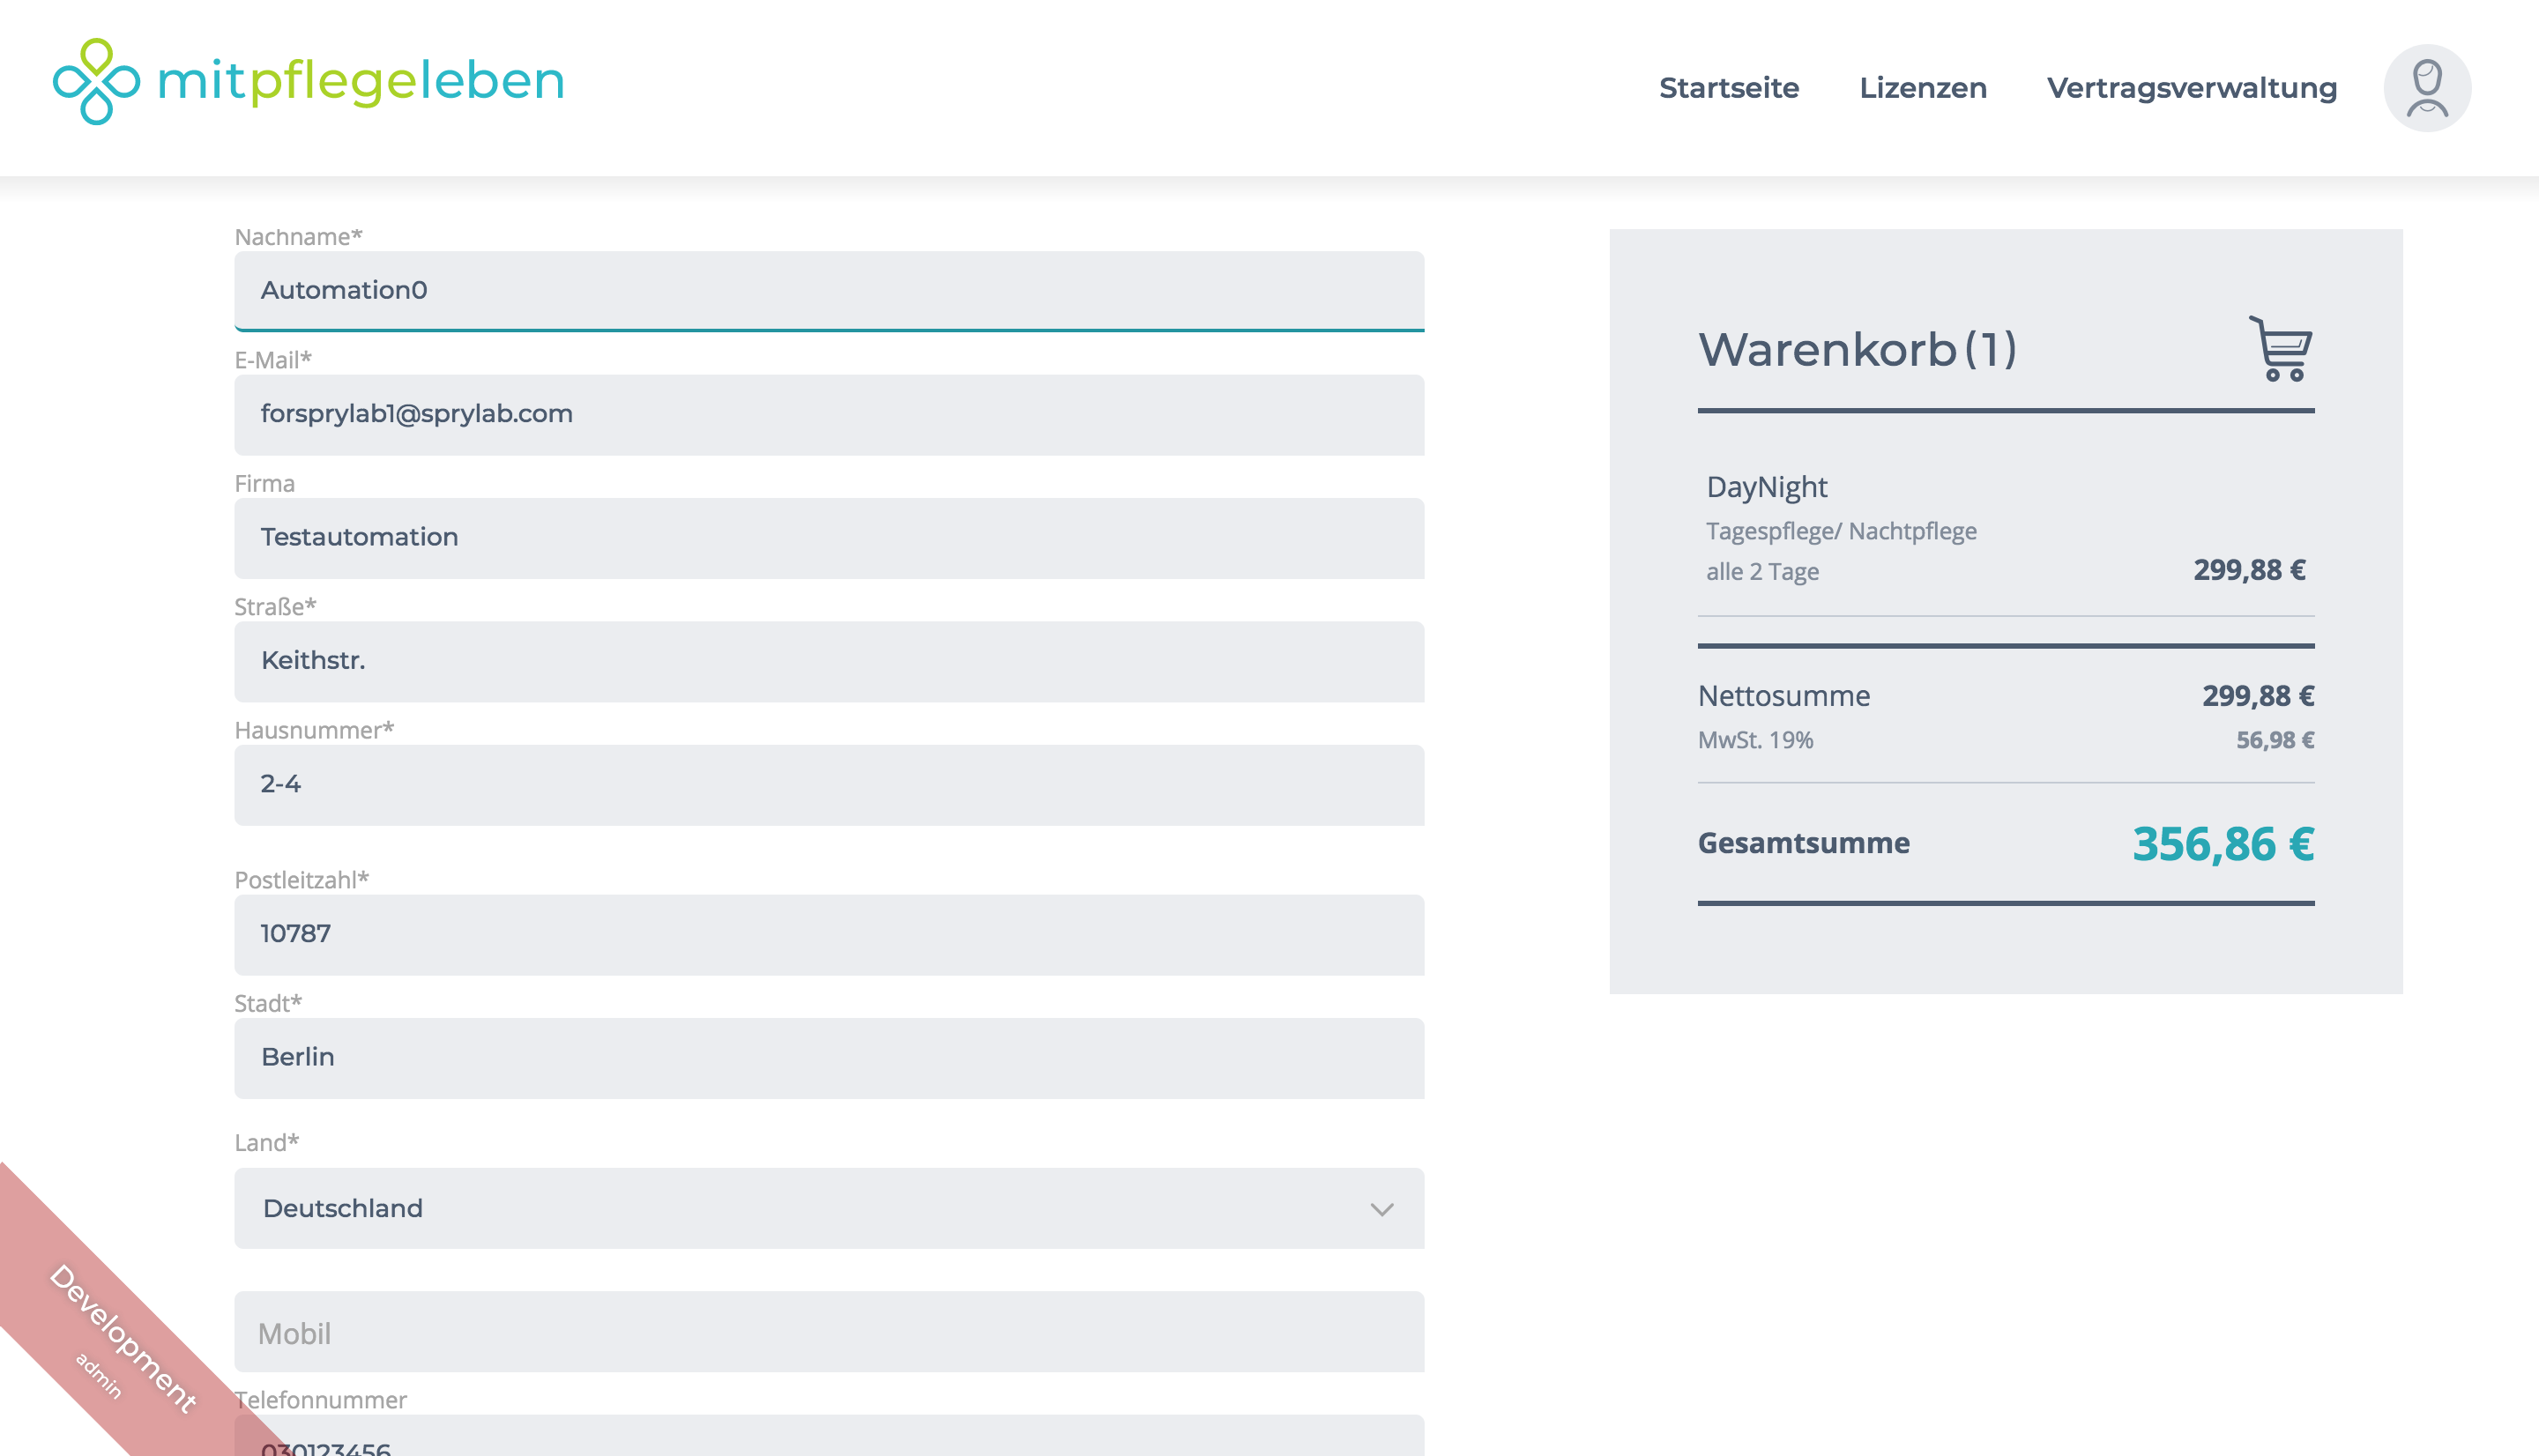 mitpflegeleben
Startseite Lizenzen Vertragsverwaltung
Nachname*
Automation0
E-Mail*
forsprylab1@sprylab.com
Firma
Testautomation
Straße*
Keithstr.
Hausnummer*
2-4
Postleitzahl*
10787
Stadt*
Berlin
Land*
Deutschland
Mobil
Telefonnummer
030123456
Warenkorb (1)
DayNight
Tagespflege/ Nachtpflege
alle 2 Tage 299,88 €
Nettosumme 299,88 €
MwSt. 19% 56,98 €
Gesamtsumme 356,86 €
Development
admin